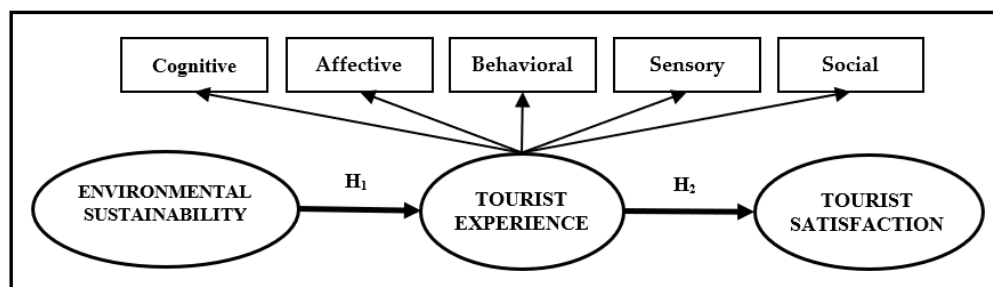 Cognitive
Affective
Behavioral
Sensory
Social
ENVIRONMENTAL
SUSTAINABILITY
H₁
TOURIST
EXPERIENCE
H₂
TOURIST
SATISFACTION